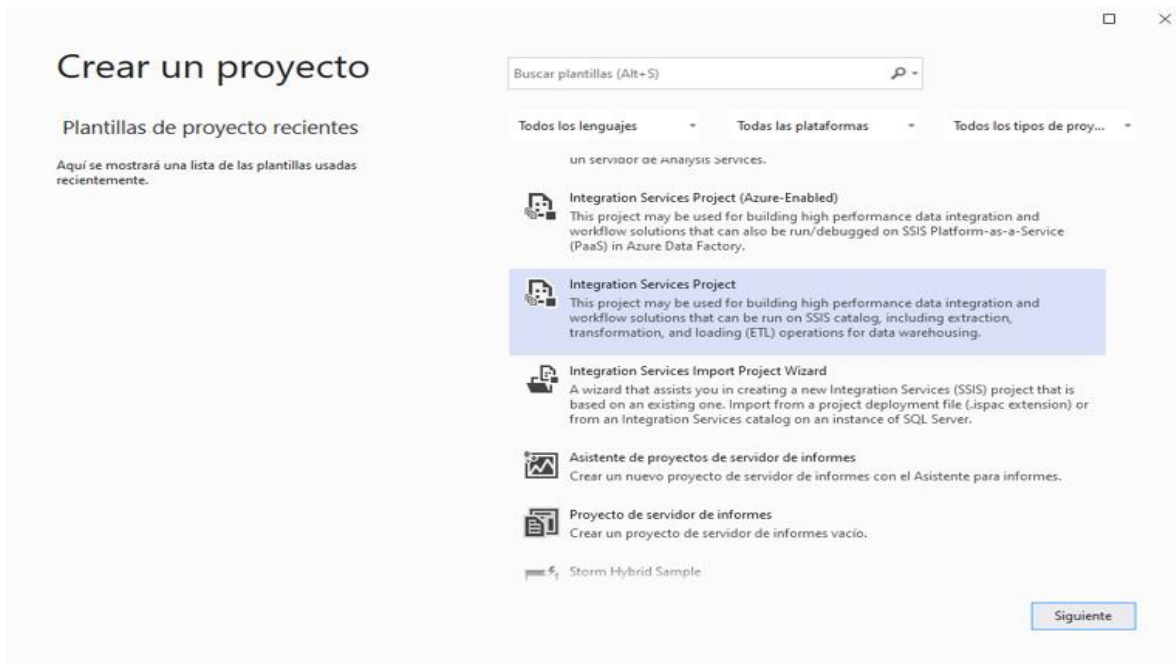 Crear un proyecto
Plantillas de proyecto recientes
Aquí se mostrará una lista de las plantillas usadas
recientemente.
Buscar plantillas (Alt+S)
Todos los lenguajes
Todas las plataformas
Todos los tipos de proy...
un servidor de Analysis Services.
Integration Services Project (Azure-Enabled)
This project may be used for building high performance data integration and
workflow solutions that can also be run/debugged on SSIS Platform-as-a-Service
(PaaS) in Azure Data Factory.
Integration Services Project
This project may be used for building high performance data integration and
workflow solutions that can be run on SSIS catalog, including extraction,
transformation, and loading (ETL) operations for data warehousing.
Integration Services Import Project Wizard
A wizard that assists you in creating a new Integration Services (SSIS) project that is
based on an existing one. Import from a project deployment file (.ispac extension) or
from an Integration Services catalog on an instance of SQL Server.
Asistente de proyectos de servidor de informes
Crear un nuevo proyecto de servidor de informes con el Asistente para informes.
Proyecto de servidor de informes
Crear un proyecto de servidor de informes vacío.
Storm Hybrid Sample
Siguiente